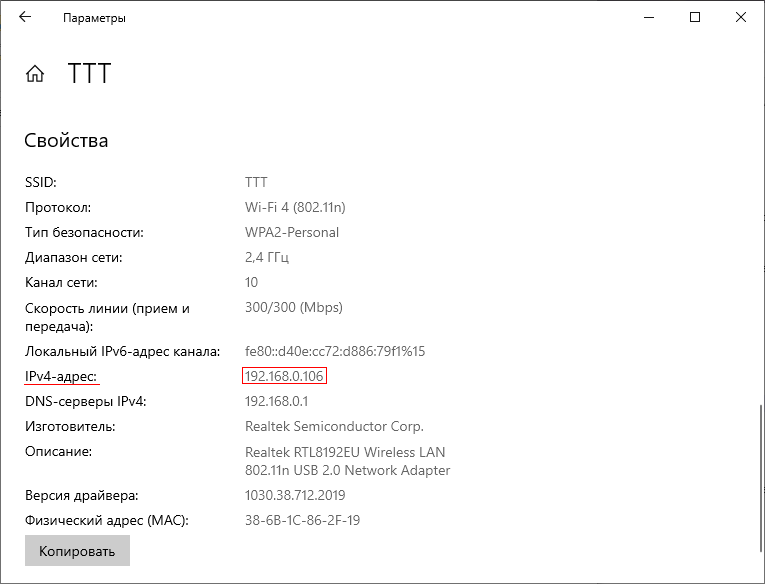 Параметры
TTT
Свойства
SSID: TTT
Протокол: Wi-Fi 4 (802.11n)
Тип безопасности: WPA2-Personal
Диапазон сети: 2,4 ГГц
Канал сети: 10
Скорость линии (прием и 300/300 (Mbps)
передача):
Локальный IPv6-адрес канала: fe80::d40e:cc72:d886:79f1%15
IPv4-адрес: 192.168.0.106
DNS-серверы IPv4: 192.168.0.1
Изготовитель: Realtek Semiconductor Corp.
Описание: Realtek RTL8192EU Wireless LAN
802.11n USB 2.0 Network Adapter
Версия драйвера: 1030.38.712.2019
Физический адрес (MAC): 38-6B-1C-86-2F-19
Копировать